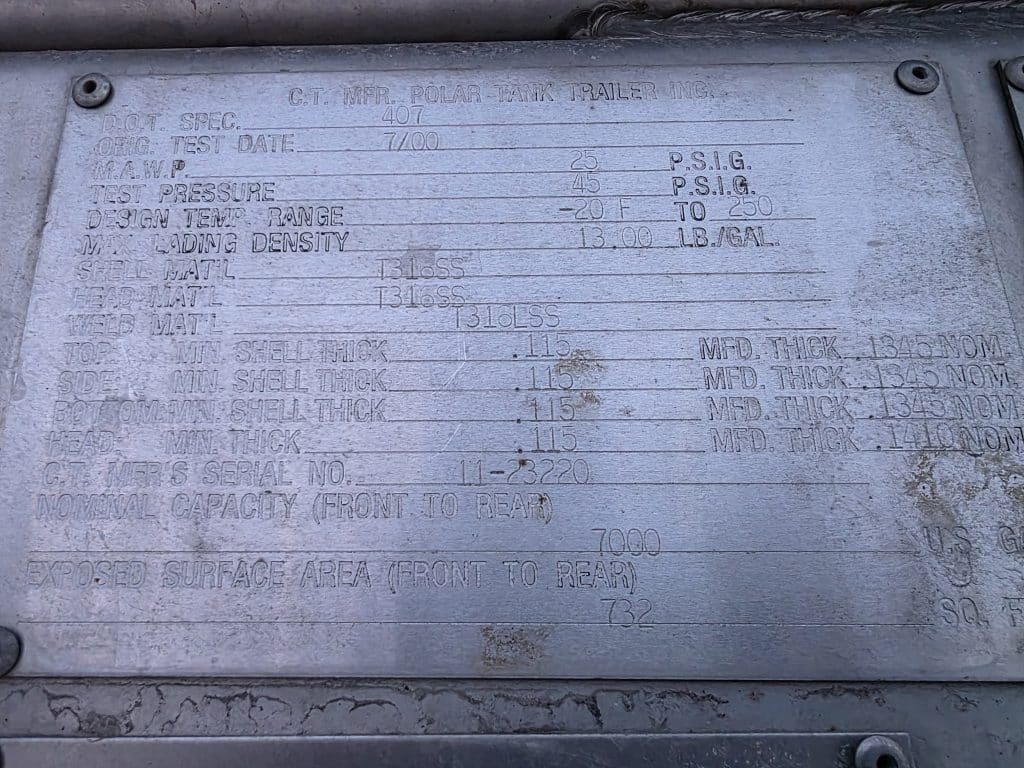 C.T. MFR. POLAR TANK TRAILER INC.
D.O.T. SPEC. 407
ORIG. TEST DATE 7/00
M.A.W.P. 25 P.S.I.G.
TEST PRESSURE 45 P.S.I.G.
DESIGN TEMP. RANGE -20 F TO 250
MAX. LADING DENSITY 13.00 LB./GAL.
SHELL MAT'L T316SS
HEAD MAT'L T316SS
WELD MAT'L T316LSS
TOP: MIN. SHELL THICK .115 MFD. THICK .1345 NOM.
SIDE: MIN. SHELL THICK .115 MFD. THICK .1345 NOM.
BOTTOM: MIN. SHELL THICK .115 MFD. THICK .1345 NOM
HEAD: MIN. THICK .115 MFD. THICK .1410 NOM
C.T. MFR'S SERIAL NO. 11-23220
NOMINAL CAPACITY (FRONT TO REAR)
7000 U.S G
EXPOSED SURFACE AREA (FRONT TO REAR)
732 SQ. F